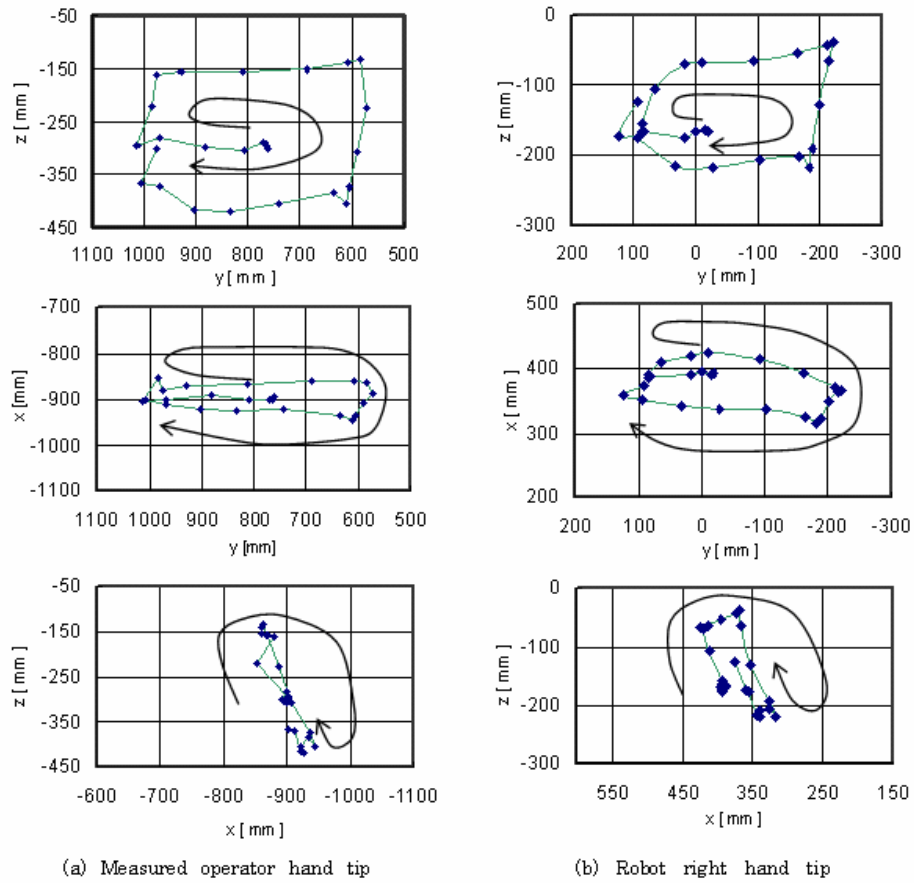 -50
-150
-250
-350
-450
z [ mm ]
1100 1000 900 800 700 600 500
y [ mm ]
0
-100
-200
-300
z [ mm ]
200 100 0 -100 -200 -300
y [ mm ]
-700
-800
-900
-1000
-1100
x [mm]
1100 1000 900 800 700 600 500
y [mm]
500
400
300
200
x [ mm ]
200 100 0 -100 -200 -300
y [ mm ]
-50
-150
-250
-350
-450
z [ mm ]
-600 -700 -800 -900 -1000 -1100
x [ mm ]
0
-100
-200
-300
z [ mm ]
550 450 350 250 150
x [ mm ]
(a) Measured operator hand tip
(b) Robot right hand tip